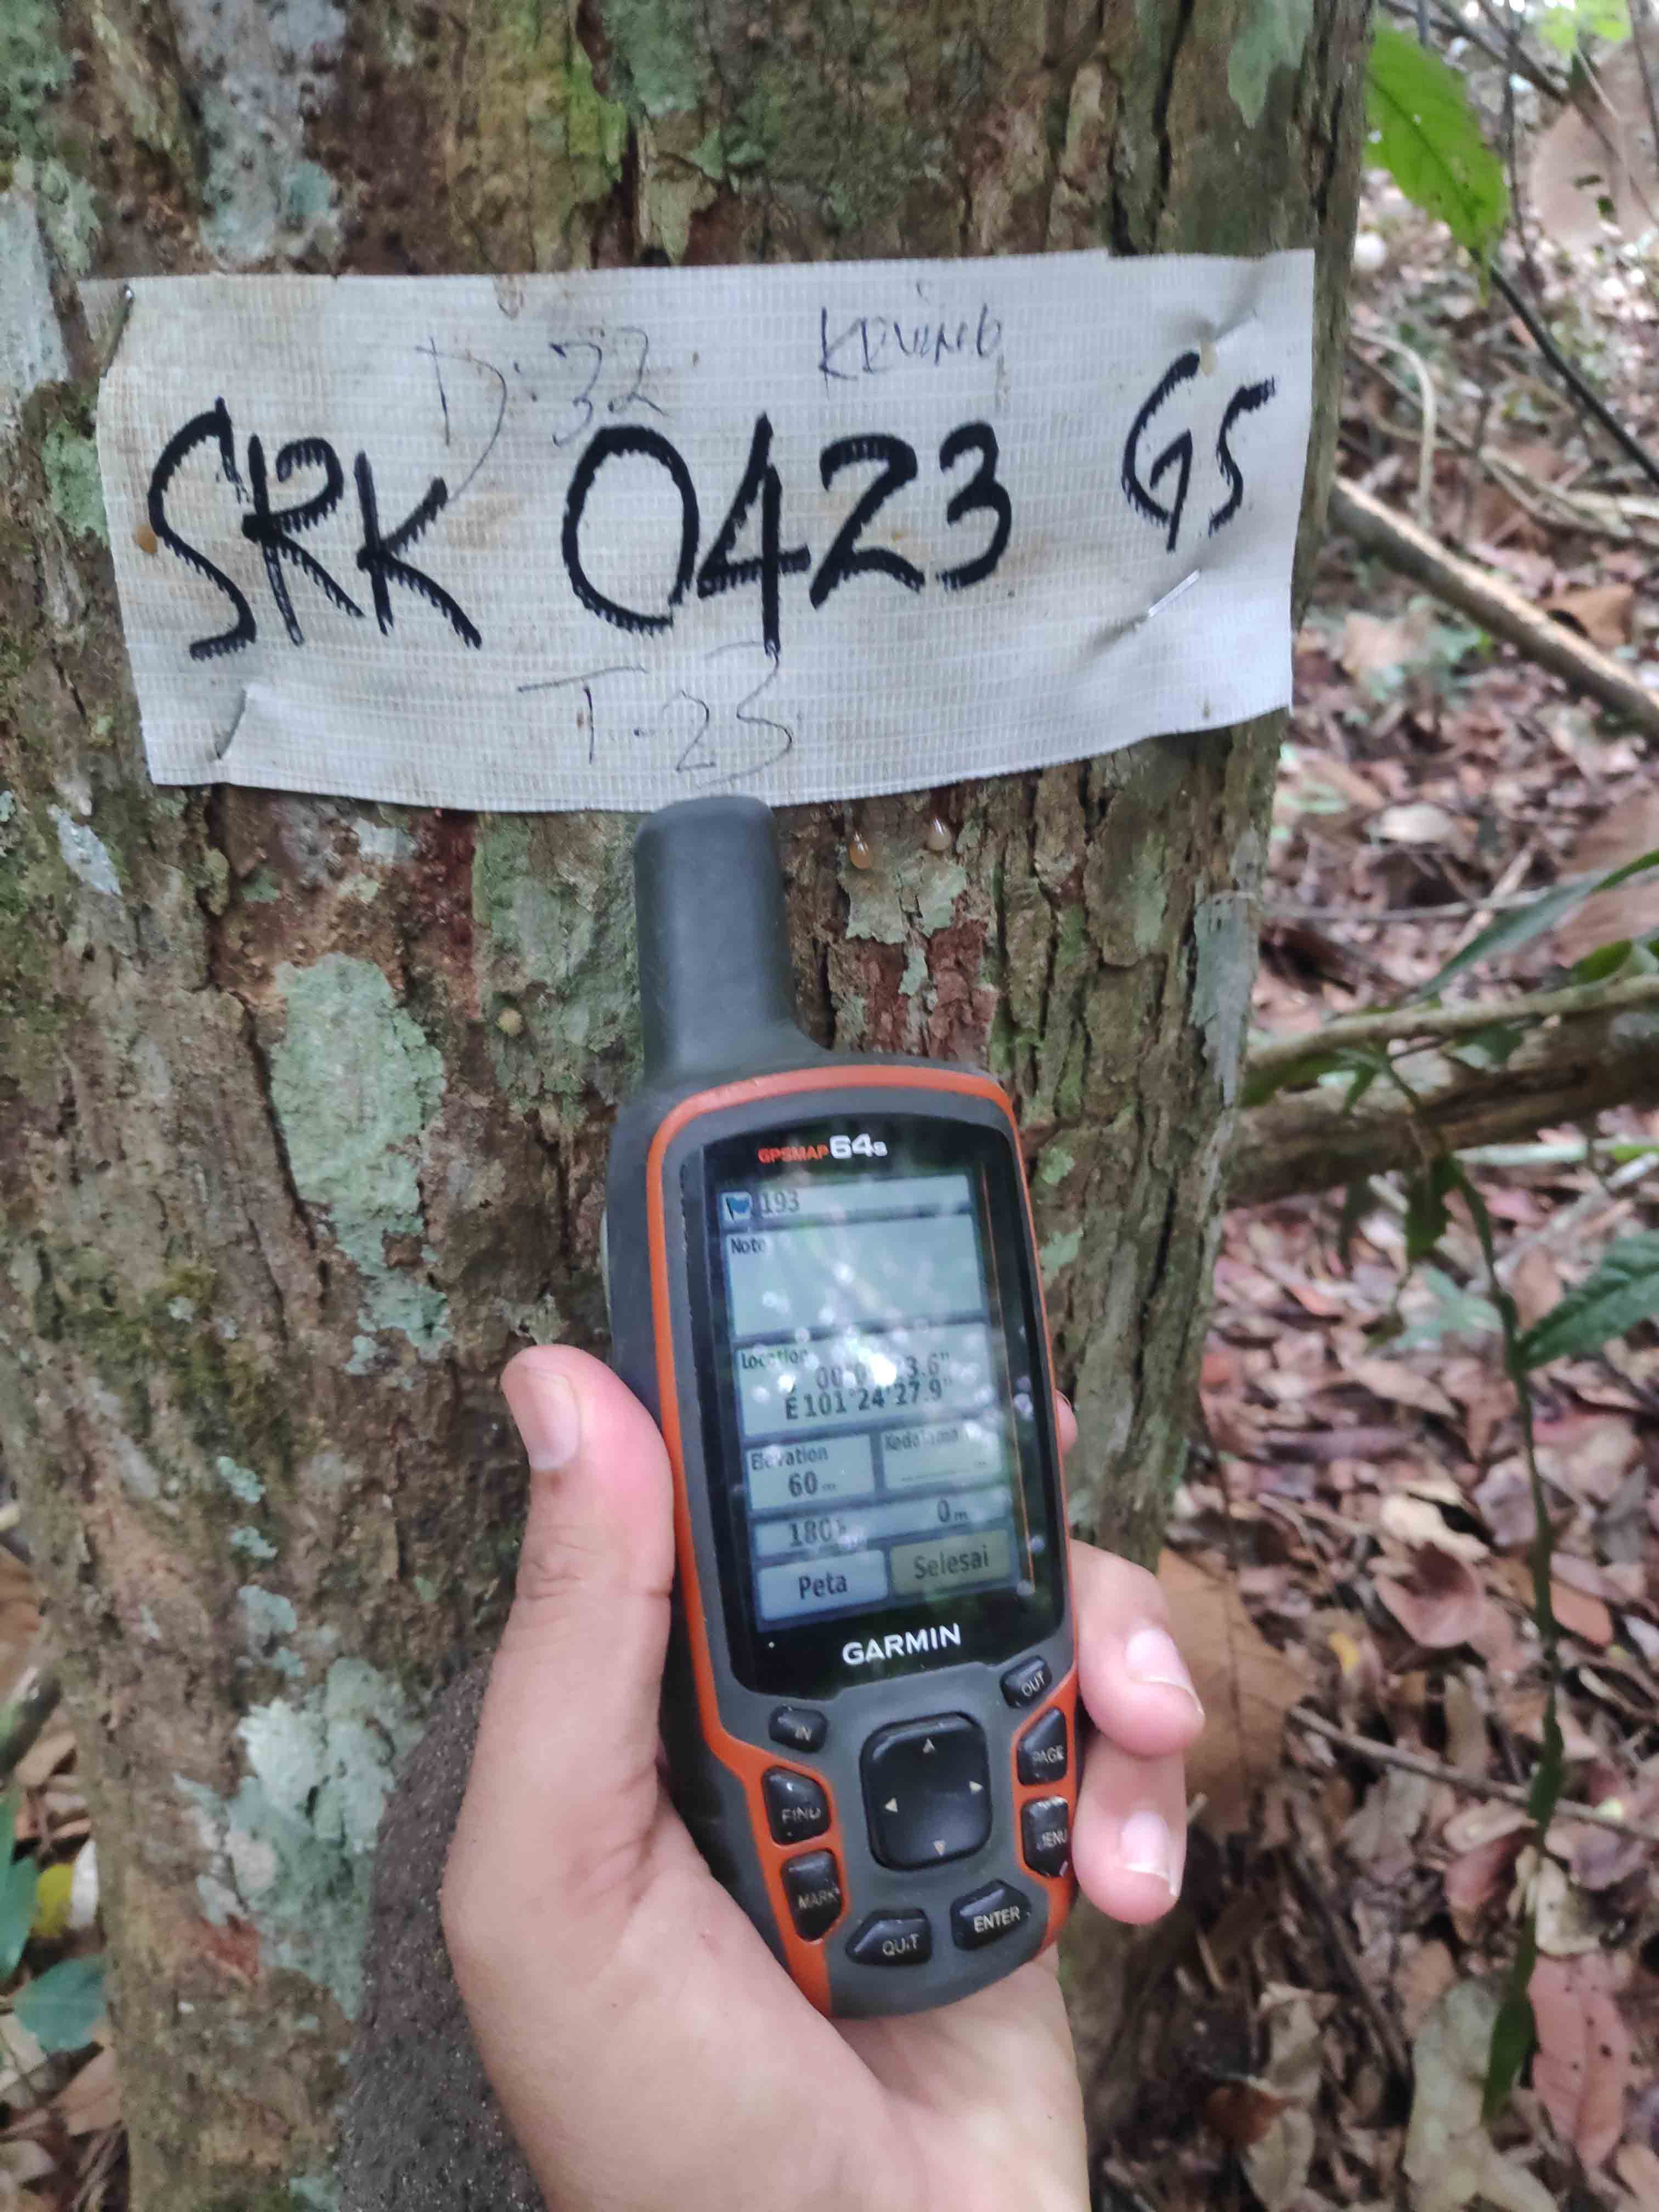 D: 32
SRK 0423 G5
T-23
GPSMAP 64s
193
Note
Location
E 101°24'27.9"
Elevation
60 m
0 m
Peta Selesai
GARMIN
IN OUT
FIND PAGE
MARK MENU
QUIT ENTER